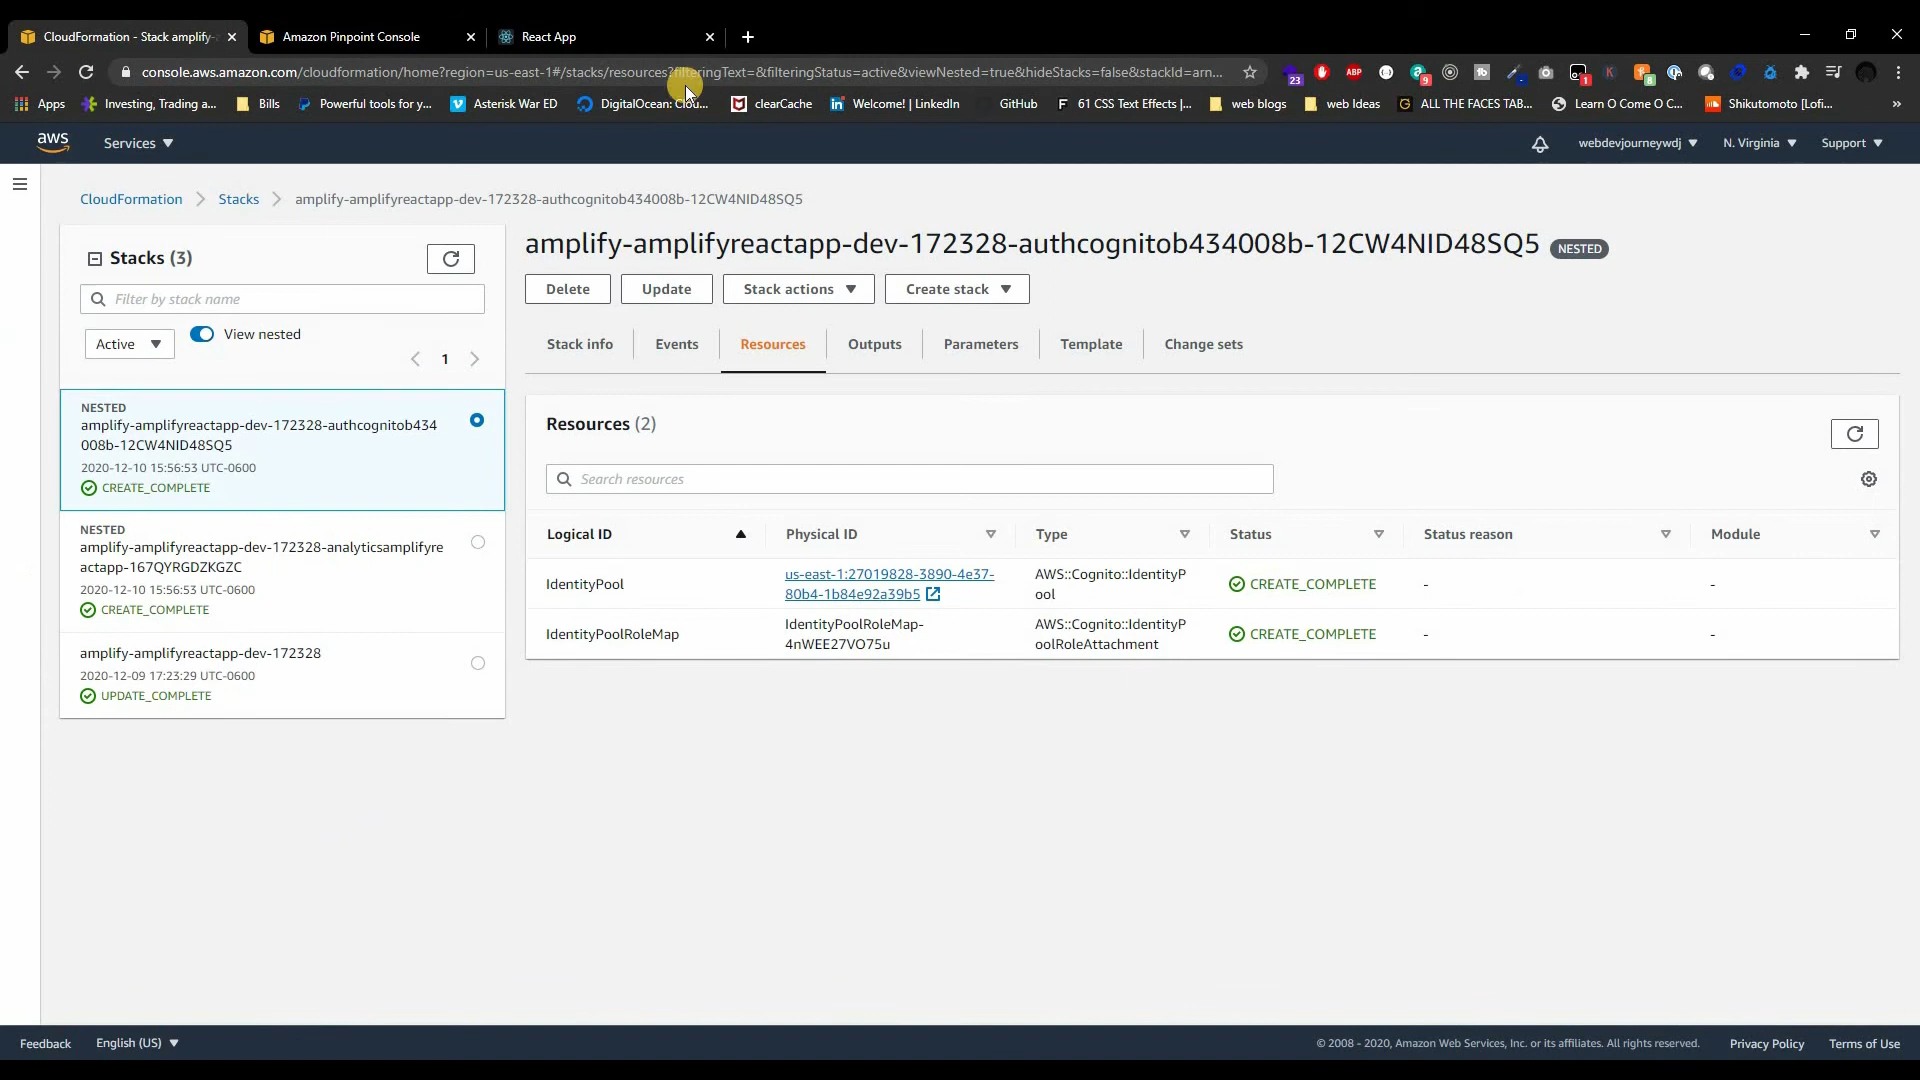 CloudFormation - Stack amplify-
Amazon Pinpoint Console
React App
console.aws.amazon.com/cloudformation/home?region=us-east-1#/stacks/resources?filteringText=&filteringStatus=active&viewNested=true&hideStacks=false&stackId=arn...
23
ABP
9
1
8
Apps
Investing, Trading a...
Bills
Powerful tools for y...
Asterisk War ED
DigitalOcean: Clou...
clearCache
Welcome! | LinkedIn
GitHub
61 CSS Text Effects |...
web blogs
web Ideas
ALL THE FACES TAB...
Learn O Come O C...
Shikutomoto [Lofi...
»
aws
Services
webdevjourneywdj
N. Virginia
Support
CloudFormation
Stacks
amplify-amplifyreactapp-dev-172328-authcognitob434008b-12CW4NID48SQ5
Stacks (3)
Filter by stack name
Active
View nested
1
NESTED
amplify-amplifyreactapp-dev-172328-authcognitob434
008b-12CW4NID48SQ5
2020-12-10 15:56:53 UTC-0600
CREATE_COMPLETE
NESTED
amplify-amplifyreactapp-dev-172328-analyticsamplifyre
actapp-167QYRGDZKGZC
2020-12-10 15:56:53 UTC-0600
CREATE_COMPLETE
amplify-amplifyreactapp-dev-172328
2020-12-09 17:23:29 UTC-0600
UPDATE_COMPLETE
amplify-amplifyreactapp-dev-172328-authcognitob434008b-12CW4NID48SQ5
NESTED
Delete
Update
Stack actions
Create stack
Stack info
Events
Resources
Outputs
Parameters
Template
Change sets
Resources (2)
Search resources
Logical ID
Physical ID
Type
Status
Status reason
Module
IdentityPool
us-east-1:27019828-3890-4e37-
80b4-1b84e92a39b5
AWS::Cognito::IdentityP
ool
CREATE_COMPLETE
-
-
IdentityPoolRoleMap
IdentityPoolRoleMap-
4nWEE27VO75u
AWS::Cognito::IdentityP
oolRoleAttachment
CREATE_COMPLETE
-
-
Feedback
English (US)
© 2008 - 2020, Amazon Web Services, Inc. or its affiliates. All rights reserved.
Privacy Policy
Terms of Use